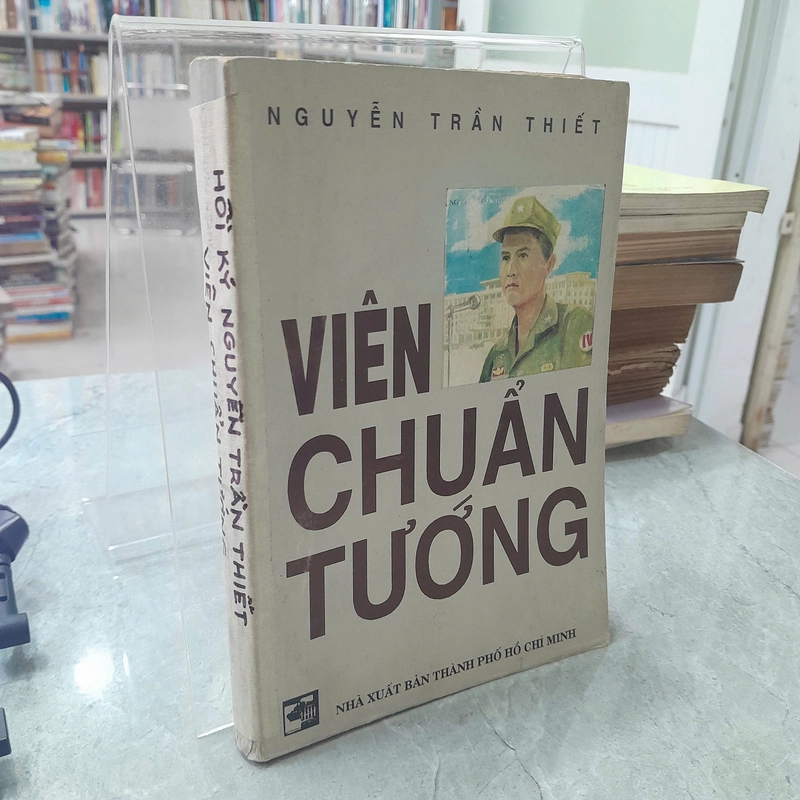 NGUYỄN TRẦN THIẾT
VIÊN
CHUẨN
TƯỚNG
IV
NHÀ XUẤT BẢN THÀNH PHỐ HỒ CHÍ MINH
HỒI KÝ NGUYỄN TRẦN THIẾT
VIÊN CHUẨN TƯỚNG